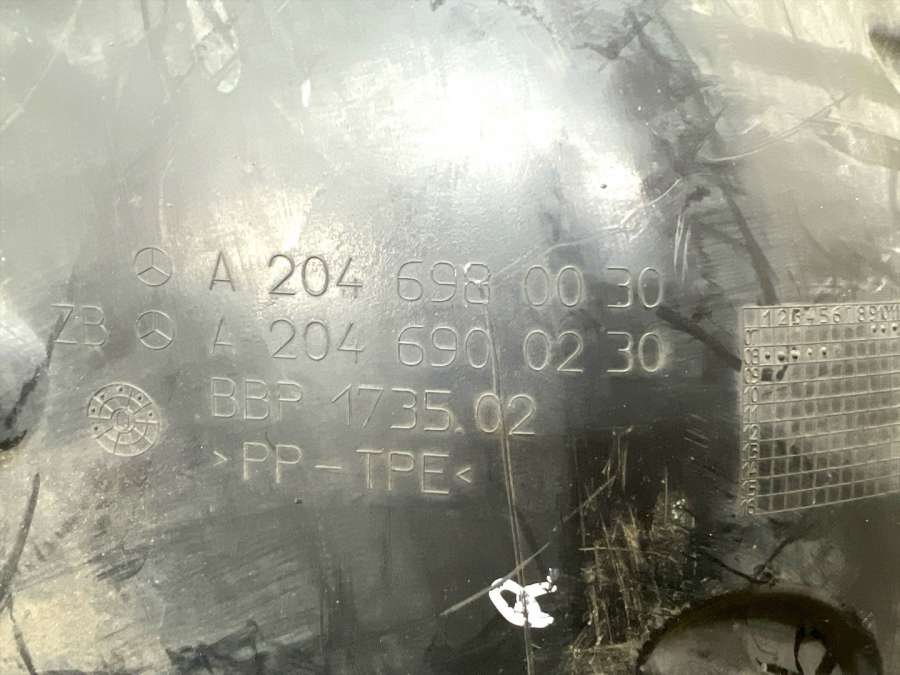 A 204 698 00 30
ZB A 204 690 02 30
BBP 1735.02
>PP-TPE<